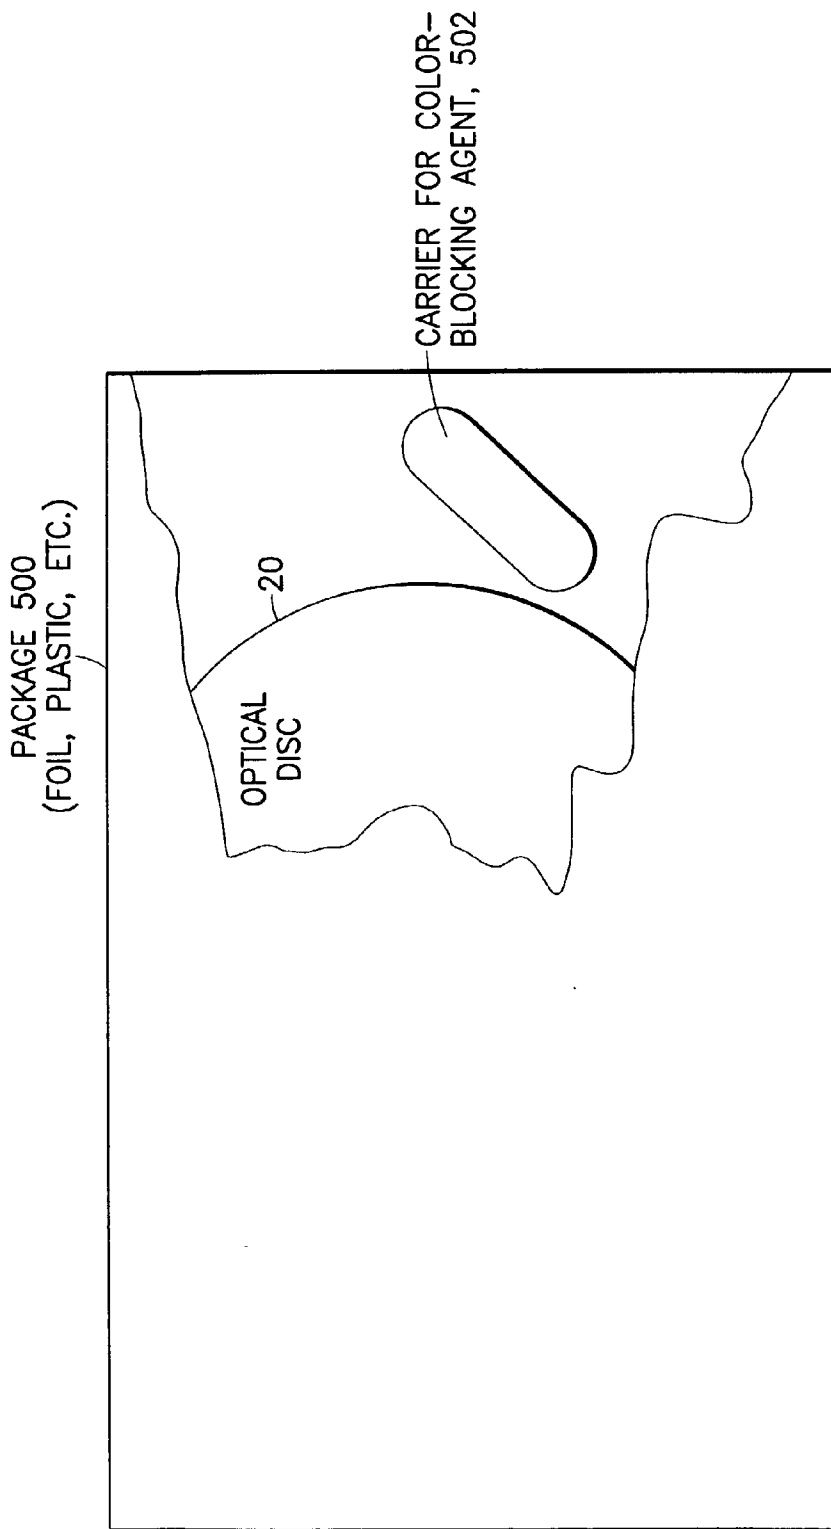 PACKAGE 500
(FOIL, PLASTIC, ETC.)
20
OPTICAL
DISC
CARRIER FOR COLOR–
BLOCKING AGENT, 502